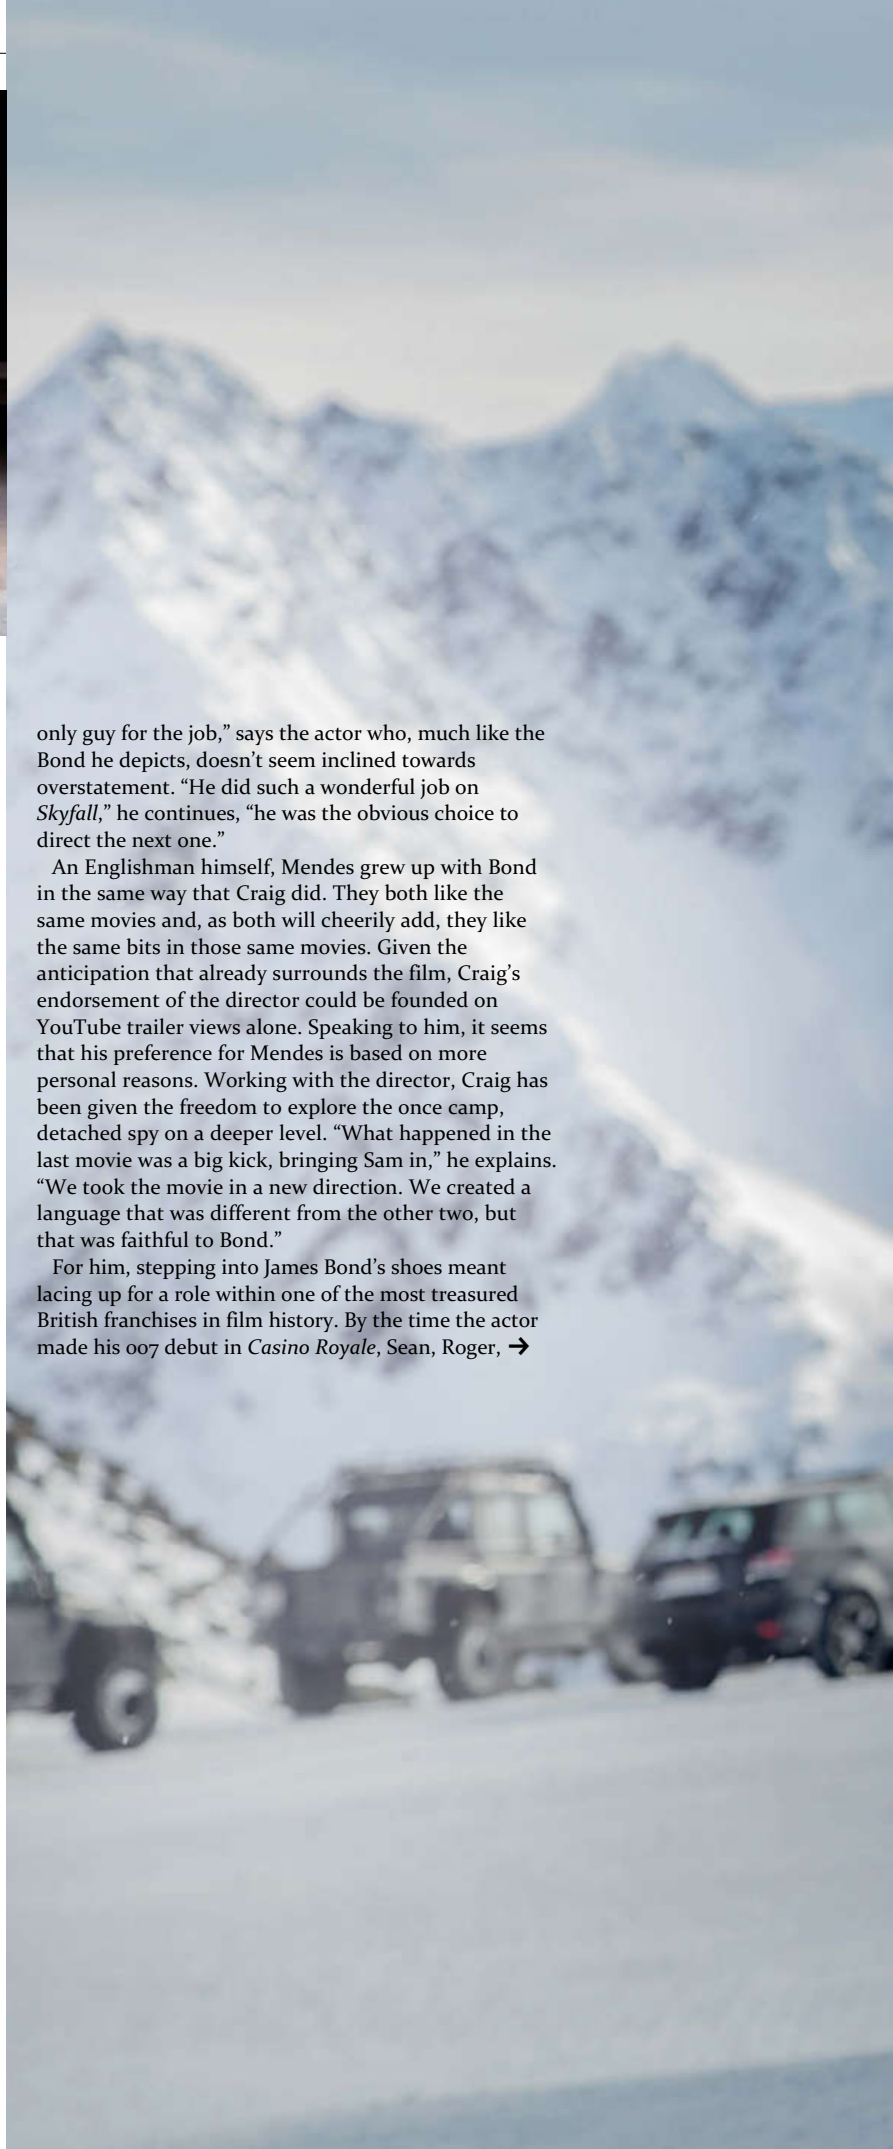 only guy for the job,” says the actor who, much like the
Bond he depicts, doesn’t seem inclined towards
overstatement. “He did such a wonderful job on
Skyfall,” he continues, “he was the obvious choice to
direct the next one.”
An Englishman himself, Mendes grew up with Bond
in the same way that Craig did. They both like the
same movies and, as both will cheerily add, they like
the same bits in those same movies. Given the
anticipation that already surrounds the film, Craig’s
endorsement of the director could be founded on
YouTube trailer views alone. Speaking to him, it seems
that his preference for Mendes is based on more
personal reasons. Working with the director, Craig has
been given the freedom to explore the once camp,
detached spy on a deeper level. “What happened in the
last movie was a big kick, bringing Sam in,” he explains.
“We took the movie in a new direction. We created a
language that was different from the other two, but
that was faithful to Bond.”
For him, stepping into James Bond’s shoes meant
lacing up for a role within one of the most treasured
British franchises in film history. By the time the actor
made his 007 debut in Casino Royale, Sean, Roger, →